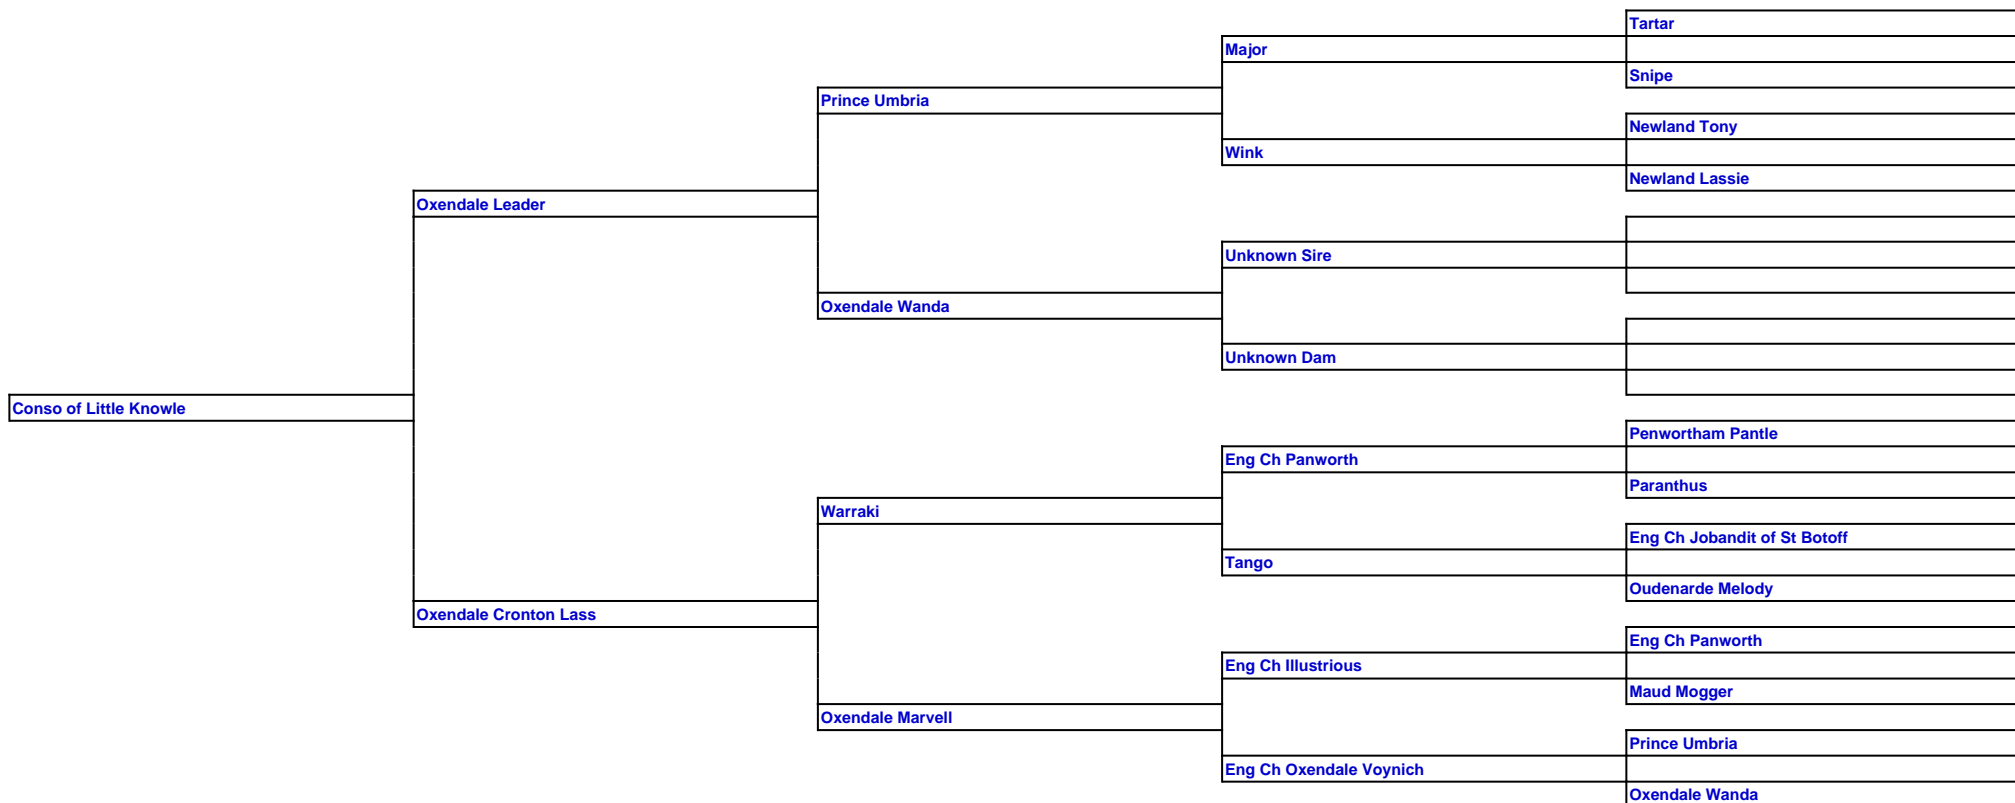 Tartar
Major
Snipe
Prince Umbria
Newland Tony
Wink
Newland Lassie
Oxendale Leader
Unknown Sire
Oxendale Wanda
Unknown Dam
Conso of Little Knowle
Penwortham Pantle
Eng Ch Panworth
Paranthus
Warraki
Eng Ch Jobandit of St Botoff
Tango
Oudenarde Melody
Oxendale Cronton Lass
Eng Ch Panworth
Eng Ch Illustrious
Maud Mogger
Oxendale Marvell
Prince Umbria
Eng Ch Oxendale Voynich
Oxendale Wanda